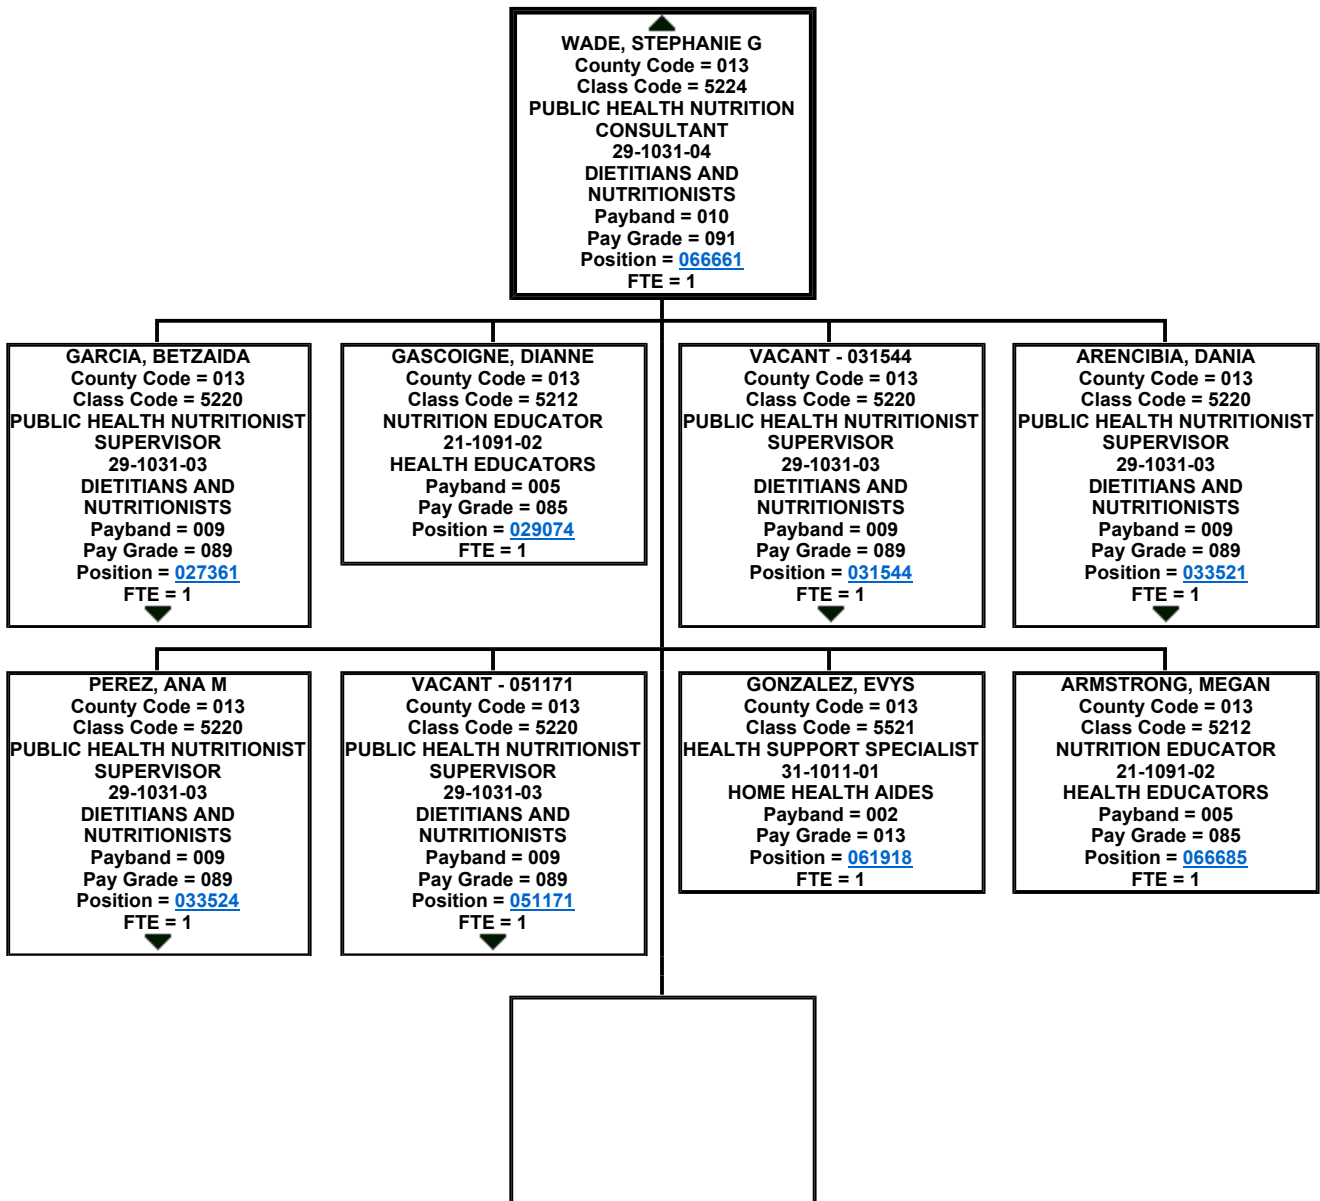 WADE, STEPHANIE G
County Code = 013
Class Code = 5224
PUBLIC HEALTH NUTRITION
CONSULTANT
29-1031-04
DIETITIANS AND
NUTRITIONISTS
Payband = 010
Pay Grade = 091
Position = 066661
FTE = 1
GARCIA, BETZAIDA
County Code = 013
Class Code = 5220
PUBLIC HEALTH NUTRITIONIST
SUPERVISOR
29-1031-03
DIETITIANS AND
NUTRITIONISTS
Payband = 009
Pay Grade = 089
Position = 027361
FTE = 1
GASCOIGNE, DIANNE
County Code = 013
Class Code = 5212
NUTRITION EDUCATOR
21-1091-02
HEALTH EDUCATORS
Payband = 005
Pay Grade = 085
Position = 029074
FTE = 1
VACANT - 031544
County Code = 013
Class Code = 5220
PUBLIC HEALTH NUTRITIONIST
SUPERVISOR
29-1031-03
DIETITIANS AND
NUTRITIONISTS
Payband = 009
Pay Grade = 089
Position = 031544
FTE = 1
ARENCIBIA, DANIA
County Code = 013
Class Code = 5220
PUBLIC HEALTH NUTRITIONIST
SUPERVISOR
29-1031-03
DIETITIANS AND
NUTRITIONISTS
Payband = 009
Pay Grade = 089
Position = 033521
FTE = 1
PEREZ, ANA M
County Code = 013
Class Code = 5220
PUBLIC HEALTH NUTRITIONIST
SUPERVISOR
29-1031-03
DIETITIANS AND
NUTRITIONISTS
Payband = 009
Pay Grade = 089
Position = 033524
FTE = 1
VACANT - 051171
County Code = 013
Class Code = 5220
PUBLIC HEALTH NUTRITIONIST
SUPERVISOR
29-1031-03
DIETITIANS AND
NUTRITIONISTS
Payband = 009
Pay Grade = 089
Position = 051171
FTE = 1
GONZALEZ, EVYS
County Code = 013
Class Code = 5521
HEALTH SUPPORT SPECIALIST
31-1011-01
HOME HEALTH AIDES
Payband = 002
Pay Grade = 013
Position = 061918
FTE = 1
ARMSTRONG, MEGAN
County Code = 013
Class Code = 5212
NUTRITION EDUCATOR
21-1091-02
HEALTH EDUCATORS
Payband = 005
Pay Grade = 085
Position = 066685
FTE = 1